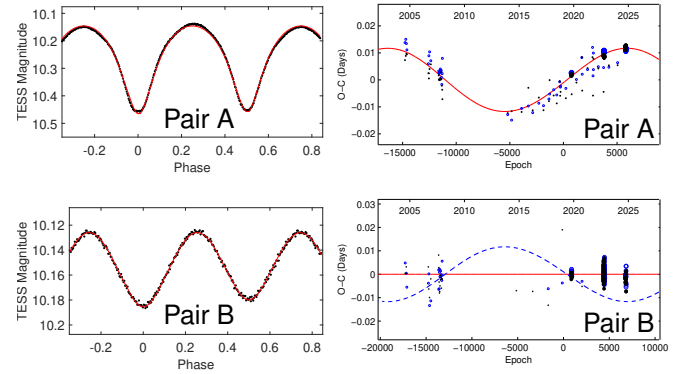 10.1
10.2
10.3
10.4
10.5
TESS Magnitude
-0.2 0 0.2 0.4 0.6 0.8
Phase
Pair A
2005 2010 2015 2020 2025
0.02
0.01
0
-0.01
-0.02
O-C (Days)
-15000 -10000 -5000 0 5000
Epoch
Pair A
10.12
10.14
10.16
10.18
10.2
TESS Magnitude
-0.2 0 0.2 0.4 0.6 0.8
Phase
Pair B
2005 2010 2015 2020 2025
0.03
0.02
0.01
0
-0.01
-0.02
O-C (Days)
-20000 -15000 -10000 -5000 0 5000 10000
Epoch
Pair B